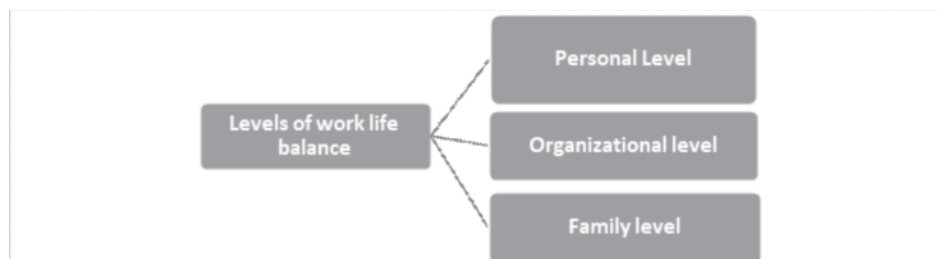 Personal Level
Levels of work life
balance
Organizational level
Family level